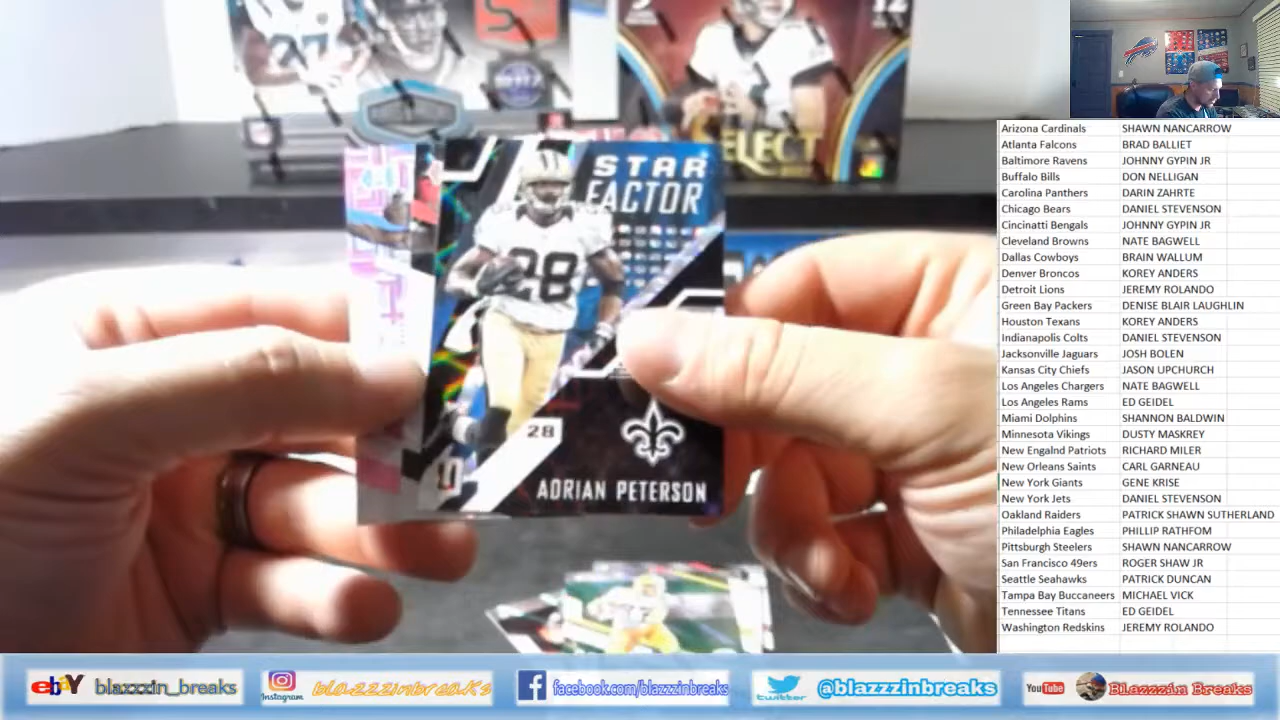 SELECT
STAR
FACTOR
28
28
ADRIAN PETERSON
Arizona Cardinals SHAWN NANCARROW
Atlanta Falcons BRAD BALLIET
Baltimore Ravens JOHNNY GYPIN JR
Buffalo Bills DON NELLIGAN
Carolina Panthers DARIN ZAHRTE
Chicago Bears DANIEL STEVENSON
Cincinatti Bengals JOHNNY GYPIN JR
Cleveland Browns NATE BAGWELL
Dallas Cowboys BRAIN WALLUM
Denver Broncos KOREY ANDERS
Detroit Lions JEREMY ROLANDO
Green Bay Packers DENISE BLAIR LAUGHLIN
Houston Texans KOREY ANDERS
Indianapolis Colts DANIEL STEVENSON
Jacksonville Jaguars JOSH BOLEN
Kansas City Chiefs JASON UPCHURCH
Los Angeles Chargers NATE BAGWELL
Los Angeles Rams ED GEIDEL
Miami Dolphins SHANNON BALDWIN
Minnesota Vikings DUSTY MASKREY
New Engalnd Patriots RICHARD MILER
New Orleans Saints CARL GARNEAU
New York Giants GENE KRISE
New York Jets DANIEL STEVENSON
Oakland Raiders PATRICK SHAWN SUTHERLAND
Philadelphia Eagles PHILLIP RATHFOM
Pittsburgh Steelers SHAWN NANCARROW
San Francisco 49ers ROGER SHAW JR
Seattle Seahawks PATRICK DUNCAN
Tampa Bay Buccaneers MICHAEL VICK
Tennessee Titans ED GEIDEL
Washington Redskins JEREMY ROLANDO
ebay blazzzin_breaks
Instagram blazzzinbreaks
facebook.com/blazzzinbreaks
twitter @blazzzinbreaks
YouTube Blazzzin Breaks